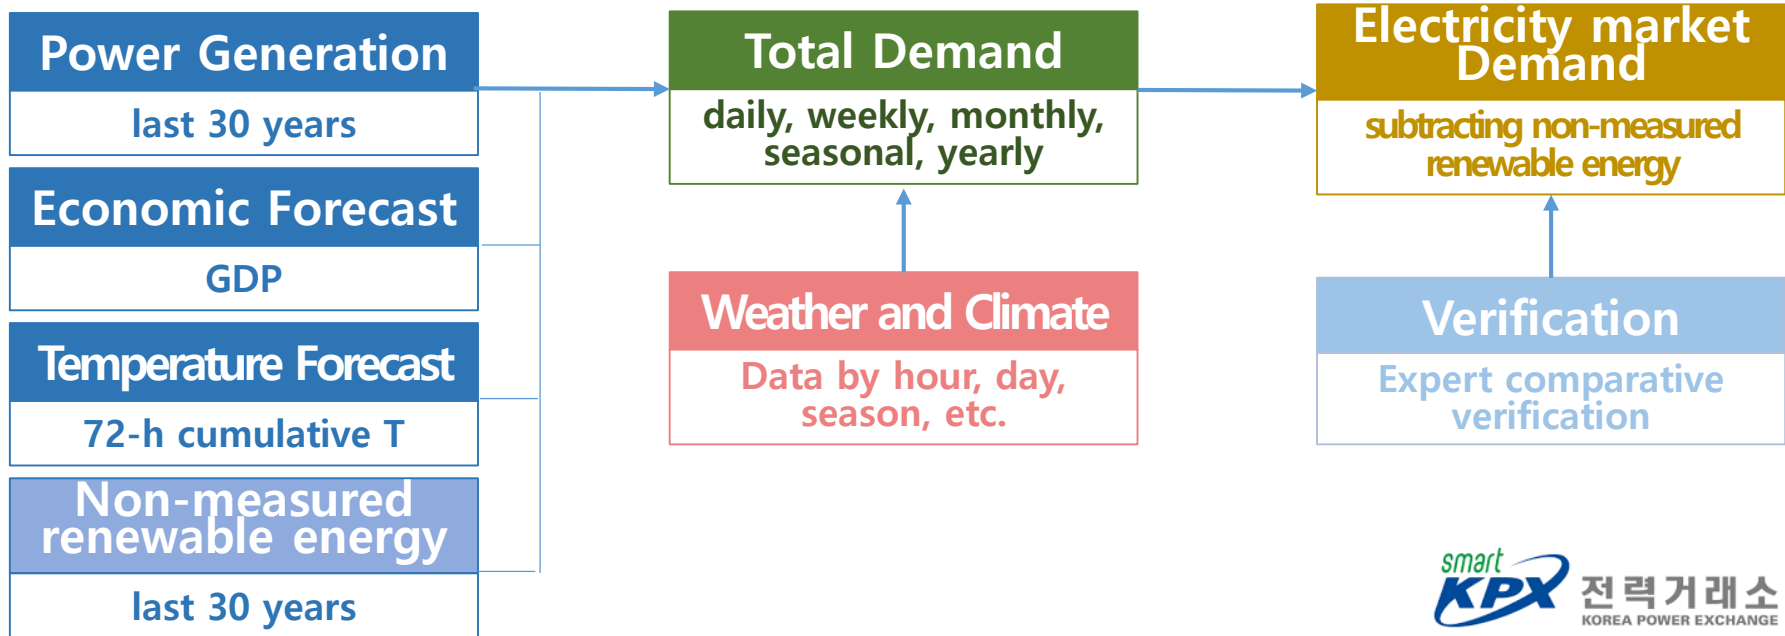 Power Generation
last 30 years
Economic Forecast
GDP
Temperature Forecast
72-h cumulative T
Non-measured
renewable energy
last 30 years
Total Demand
daily, weekly, monthly,
seasonal, yearly
Weather and Climate
Data by hour, day,
season, etc.
Electricity market
Demand
subtracting non-measured
renewable energy
Verification
Expert comparative
verification
smart
KPX
전력거래소
KOREA POWER EXCHANGE